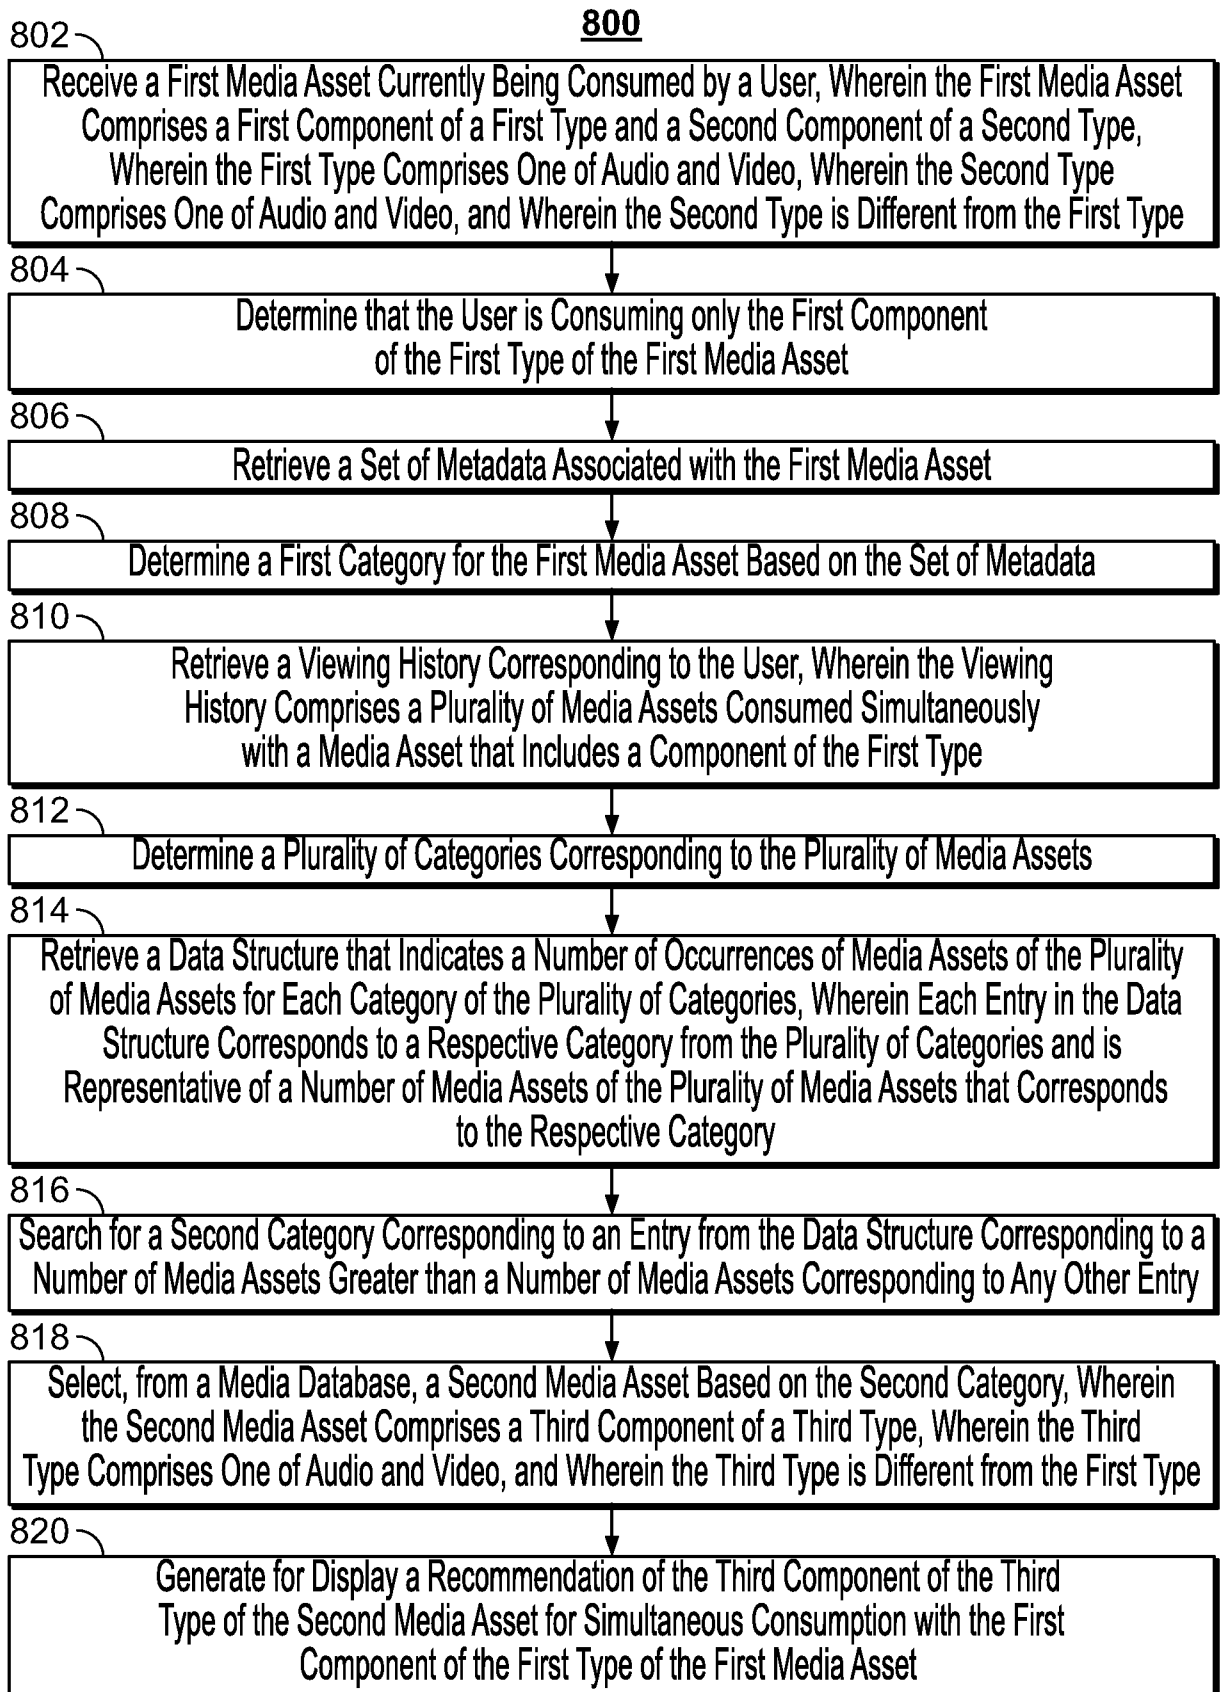 800
802
Receive a First Media Asset Currently Being Consumed by a User, Wherein the First Media Asset
Comprises a First Component of a First Type and a Second Component of a Second Type,
Wherein the First Type Comprises One of Audio and Video, Wherein the Second Type
Comprises One of Audio and Video, and Wherein the Second Type is Different from the First Type
804
Determine that the User is Consuming only the First Component
of the First Type of the First Media Asset
806
Retrieve a Set of Metadata Associated with the First Media Asset
808
Determine a First Category for the First Media Asset Based on the Set of Metadata
810
Retrieve a Viewing History Corresponding to the User, Wherein the Viewing
History Comprises a Plurality of Media Assets Consumed Simultaneously
with a Media Asset that Includes a Component of the First Type
812
Determine a Plurality of Categories Corresponding to the Plurality of Media Assets
814
Retrieve a Data Structure that Indicates a Number of Occurrences of Media Assets of the Plurality
of Media Assets for Each Category of the Plurality of Categories, Wherein Each Entry in the Data
Structure Corresponds to a Respective Category from the Plurality of Categories and is
Representative of a Number of Media Assets of the Plurality of Media Assets that Corresponds
to the Respective Category
816
Search for a Second Category Corresponding to an Entry from the Data Structure Corresponding to a
Number of Media Assets Greater than a Number of Media Assets Corresponding to Any Other Entry
818
Select, from a Media Database, a Second Media Asset Based on the Second Category, Wherein
the Second Media Asset Comprises a Third Component of a Third Type, Wherein the Third
Type Comprises One of Audio and Video, and Wherein the Third Type is Different from the First Type
820
Generate for Display a Recommendation of the Third Component of the Third
Type of the Second Media Asset for Simultaneous Consumption with the First
Component of the First Type of the First Media Asset